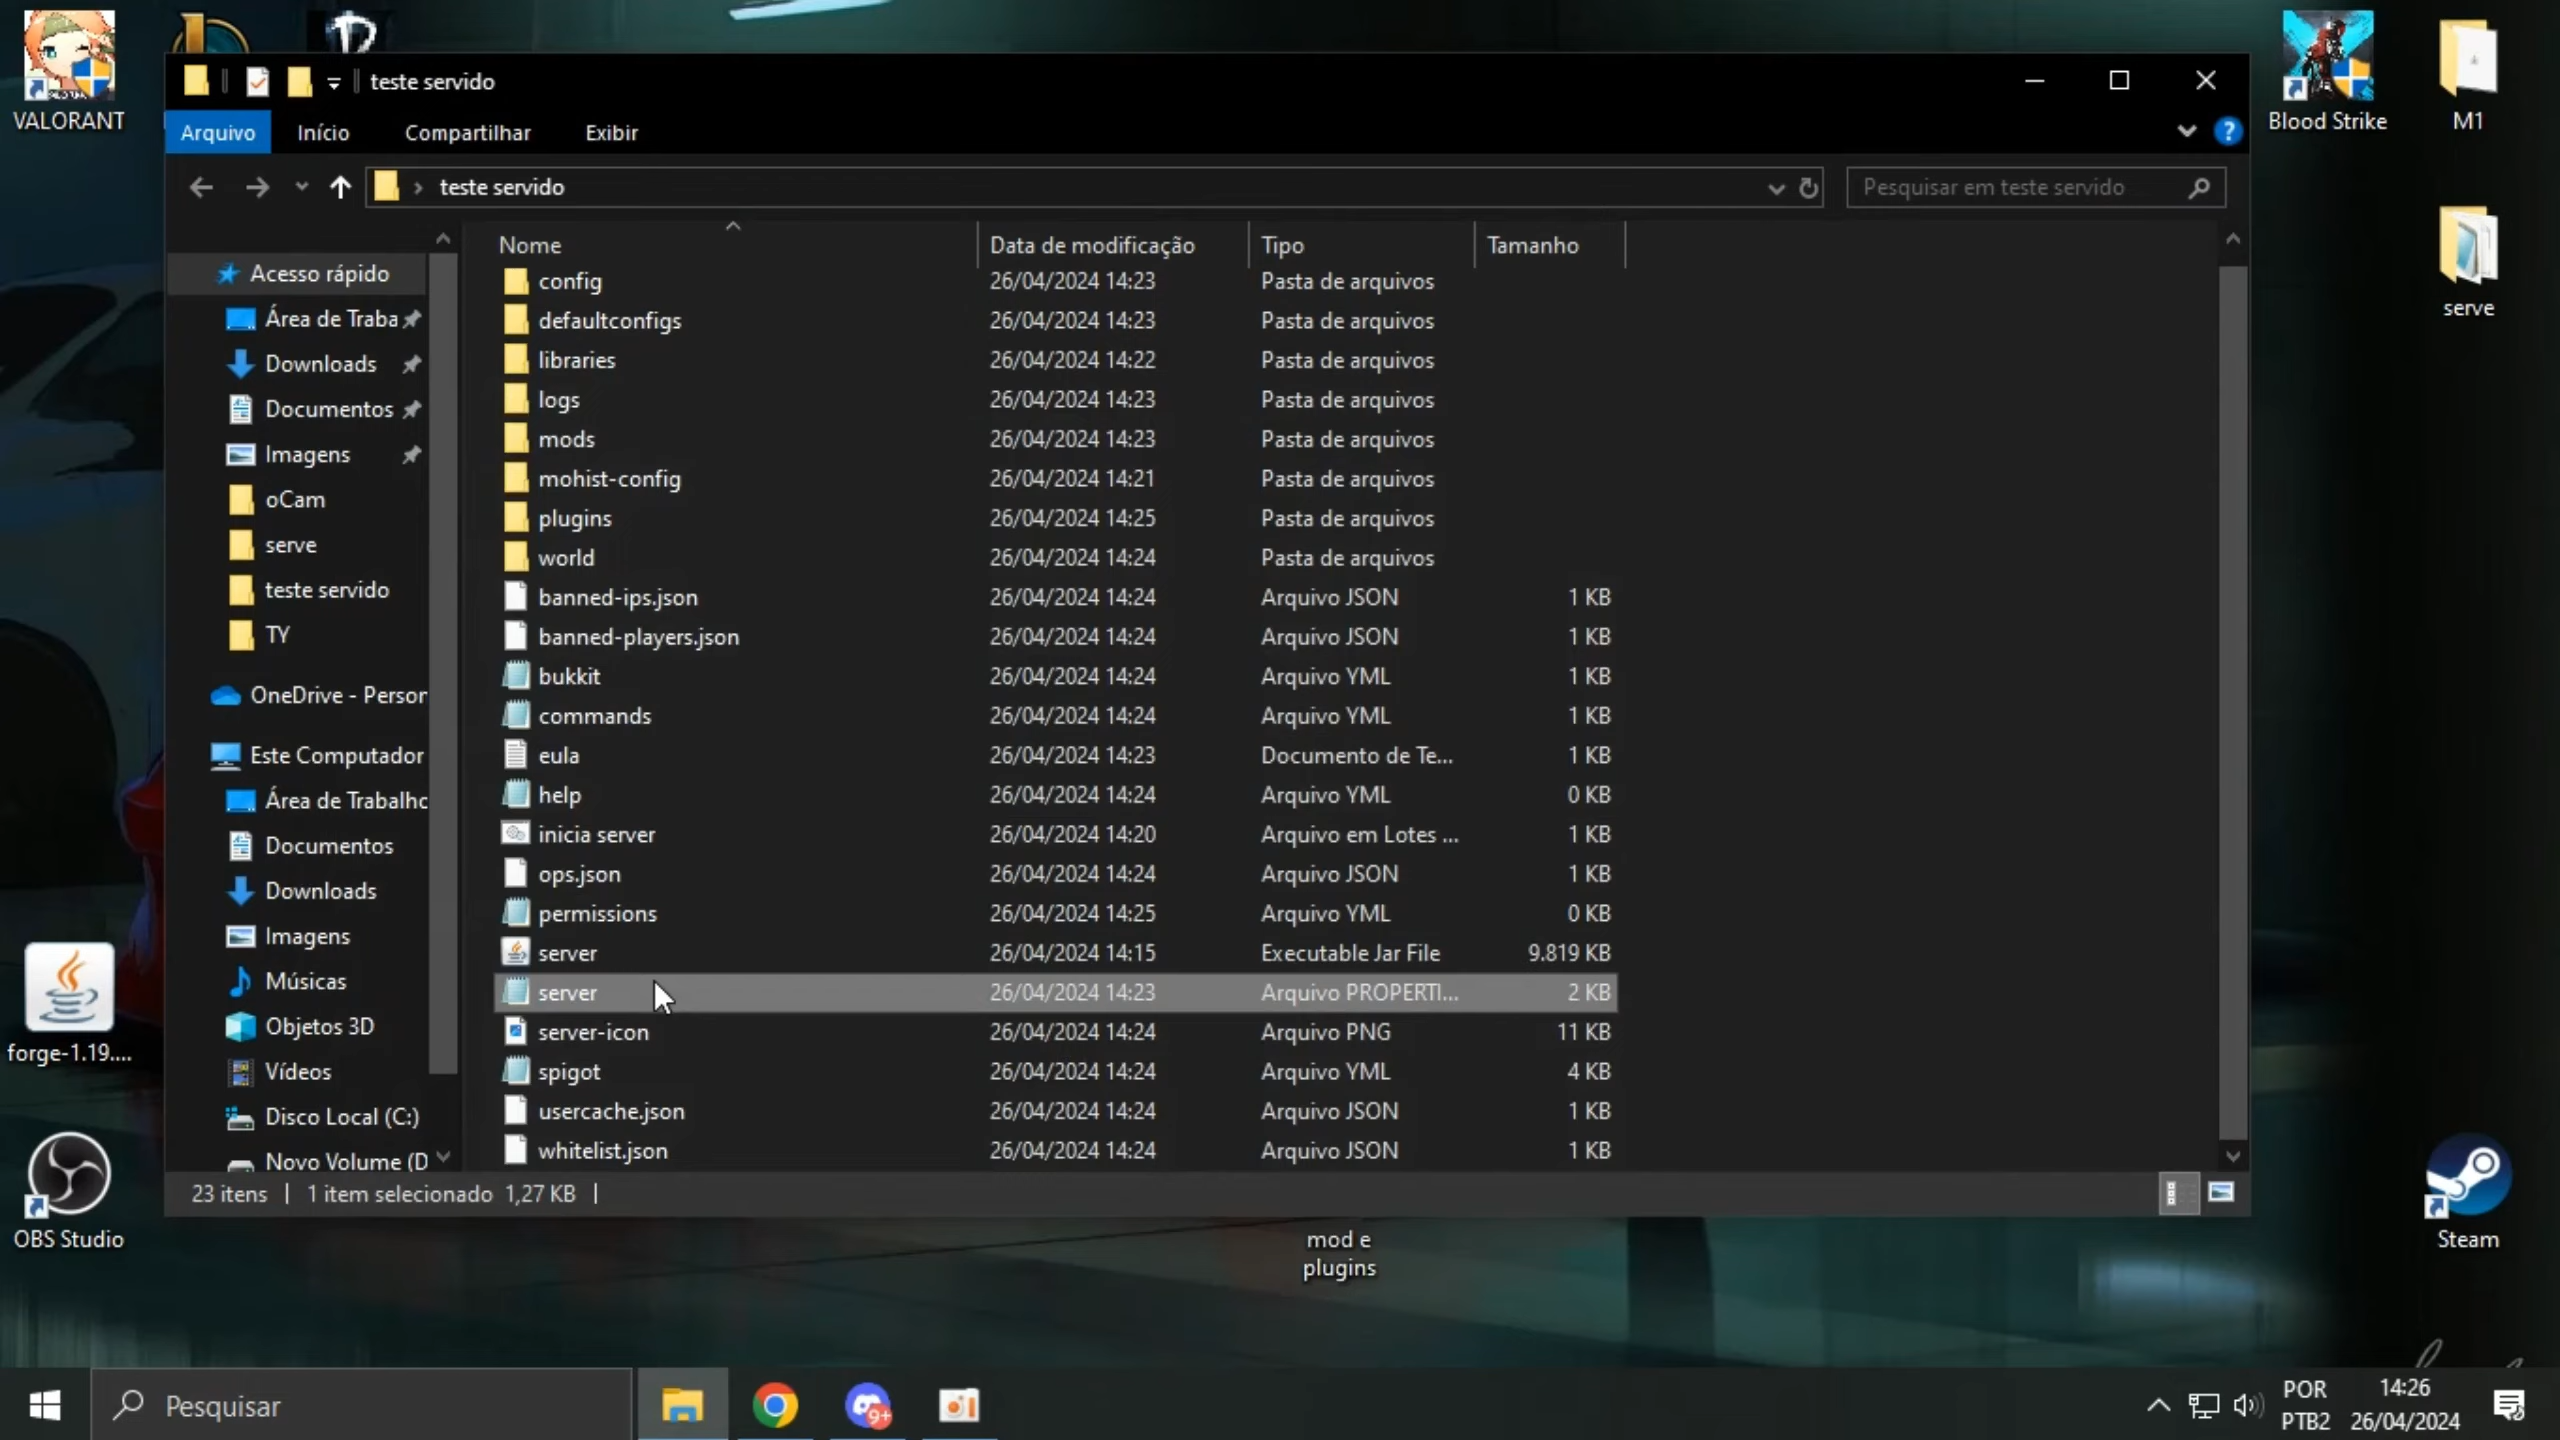 VALORANT
teste servido
Arquivo
Início
Compartilhar
Exibir
?
teste servido
Pesquisar em teste servido
Blood Strike
M1
serve
Acesso rápido
Área de Traba
Downloads
Documentos
Imagens
oCam
serve
teste servido
TY
OneDrive - Person
Este Computador
Área de Trabalho
Documentos
Downloads
Imagens
Músicas
Objetos 3D
Vídeos
Disco Local (C:)
Novo Volume (D
Nome Data de modificação Tipo Tamanho
config 26/04/2024 14:23 Pasta de arquivos
defaultconfigs 26/04/2024 14:23 Pasta de arquivos
libraries 26/04/2024 14:22 Pasta de arquivos
logs 26/04/2024 14:23 Pasta de arquivos
mods 26/04/2024 14:23 Pasta de arquivos
mohist-config 26/04/2024 14:21 Pasta de arquivos
plugins 26/04/2024 14:25 Pasta de arquivos
world 26/04/2024 14:24 Pasta de arquivos
banned-ips.json 26/04/2024 14:24 Arquivo JSON 1 KB
banned-players.json 26/04/2024 14:24 Arquivo JSON 1 KB
bukkit 26/04/2024 14:24 Arquivo YML 1 KB
commands 26/04/2024 14:24 Arquivo YML 1 KB
eula 26/04/2024 14:23 Documento de Te... 1 KB
help 26/04/2024 14:24 Arquivo YML 0 KB
inicia server 26/04/2024 14:20 Arquivo em Lotes ... 1 KB
ops.json 26/04/2024 14:24 Arquivo JSON 1 KB
permissions 26/04/2024 14:25 Arquivo YML 0 KB
server 26/04/2024 14:15 Executable Jar File 9.819 KB
server 26/04/2024 14:23 Arquivo PROPERTI... 2 KB
server-icon 26/04/2024 14:24 Arquivo PNG 11 KB
spigot 26/04/2024 14:24 Arquivo YML 4 KB
usercache.json 26/04/2024 14:24 Arquivo JSON 1 KB
whitelist.json 26/04/2024 14:24 Arquivo JSON 1 KB
23 itens | 1 item selecionado 1,27 KB |
forge-1.19....
OBS Studio
mod e
plugins
Steam
Pesquisar
9+
POR
PTB2
14:26
26/04/2024